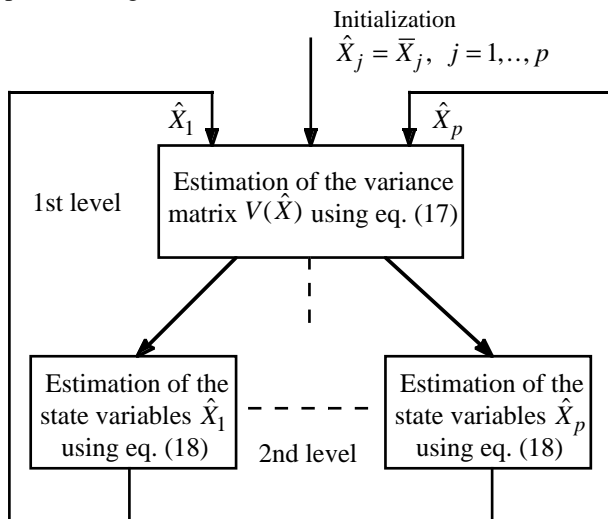 Initialization
X̂_j = X̅_j, j = 1,.., p
X̂_1
X̂_p
1st level
Estimation of the variance
matrix V(X̂) using eq. (17)
Estimation of the
state variables X̂_1
using eq. (18)
2nd level
Estimation of the
state variables X̂_p
using eq. (18)